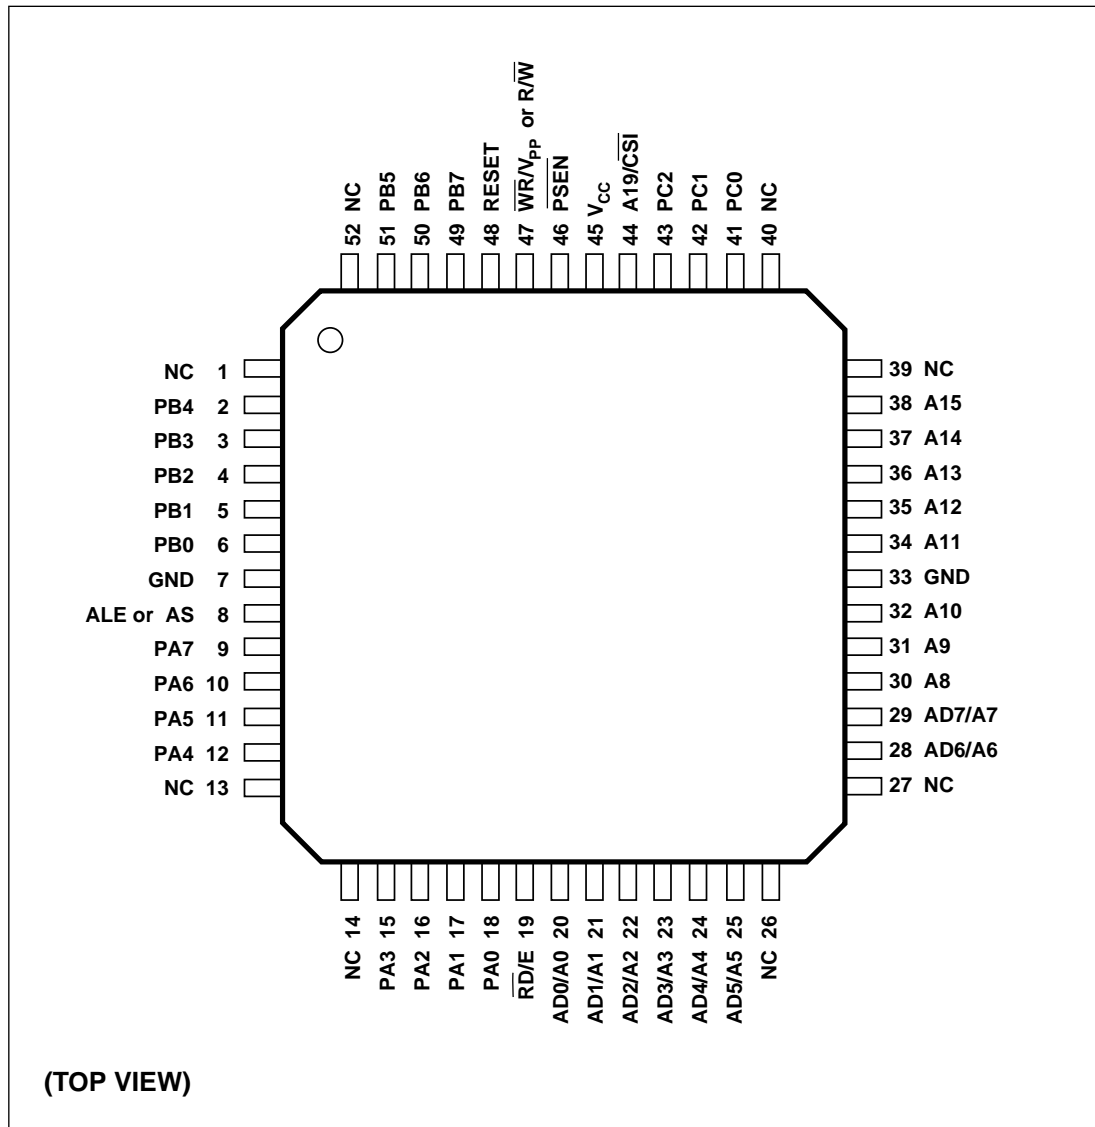 52 NC
51 PB5
50 PB6
49 PB7
48 RESET
47 W̅R̅/VPP or R/W̅
46 P̅S̅E̅N̅
45 VCC
44 A19/C̅S̅I̅
43 PC2
42 PC1
41 PC0
40 NC
NC 1
PB4 2
PB3 3
PB2 4
PB1 5
PB0 6
GND 7
ALE or AS 8
PA7 9
PA6 10
PA5 11
PA4 12
NC 13
39 NC
38 A15
37 A14
36 A13
35 A12
34 A11
33 GND
32 A10
31 A9
30 A8
29 AD7/A7
28 AD6/A6
27 NC
NC 14
PA3 15
PA2 16
PA1 17
PA0 18
R̅D̅/E 19
AD0/A0 20
AD1/A1 21
AD2/A2 22
AD3/A3 23
AD4/A4 24
AD5/A5 25
NC 26
(TOP VIEW)